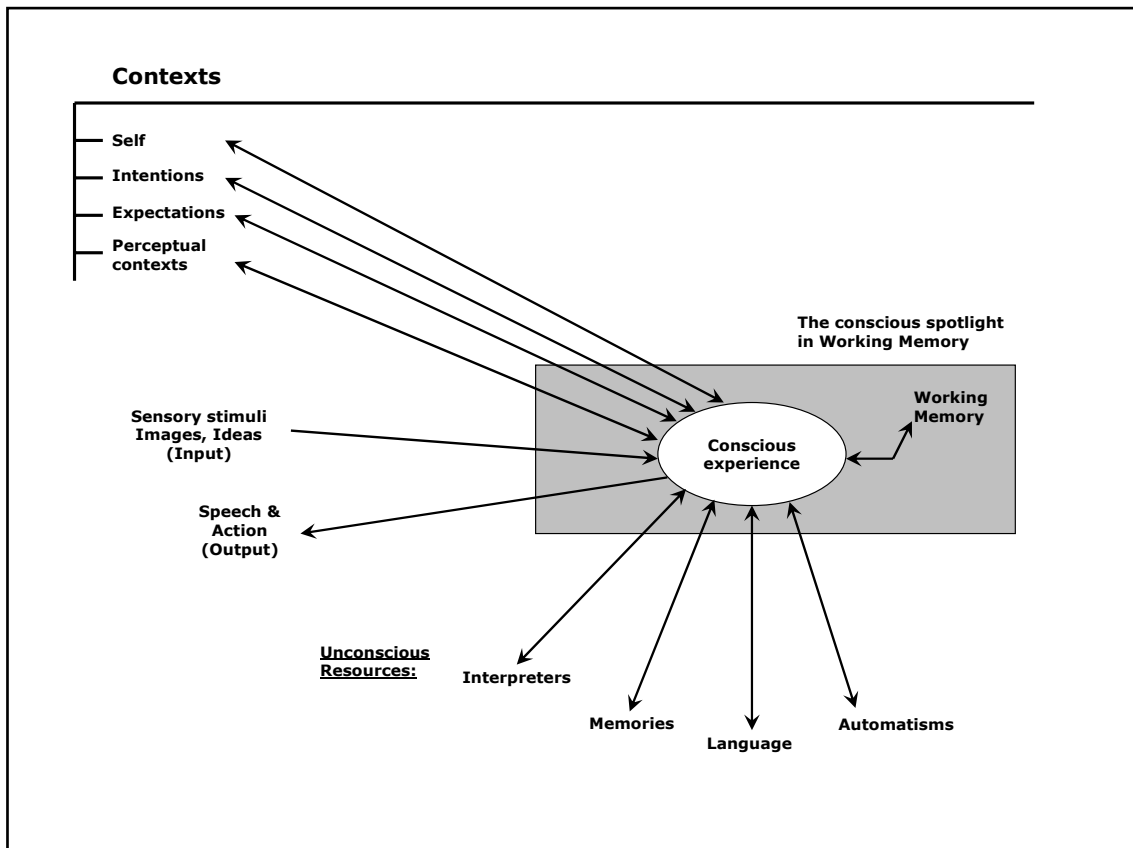 Contexts
Self
Intentions
Expectations
Perceptual
contexts
The conscious spotlight
in Working Memory
Working
Memory
Sensory stimuli
Images, Ideas
(Input)
Conscious
experience
Speech &
Action
(Output)
Unconscious
Resources:
Interpreters
Memories
Language
Automatisms